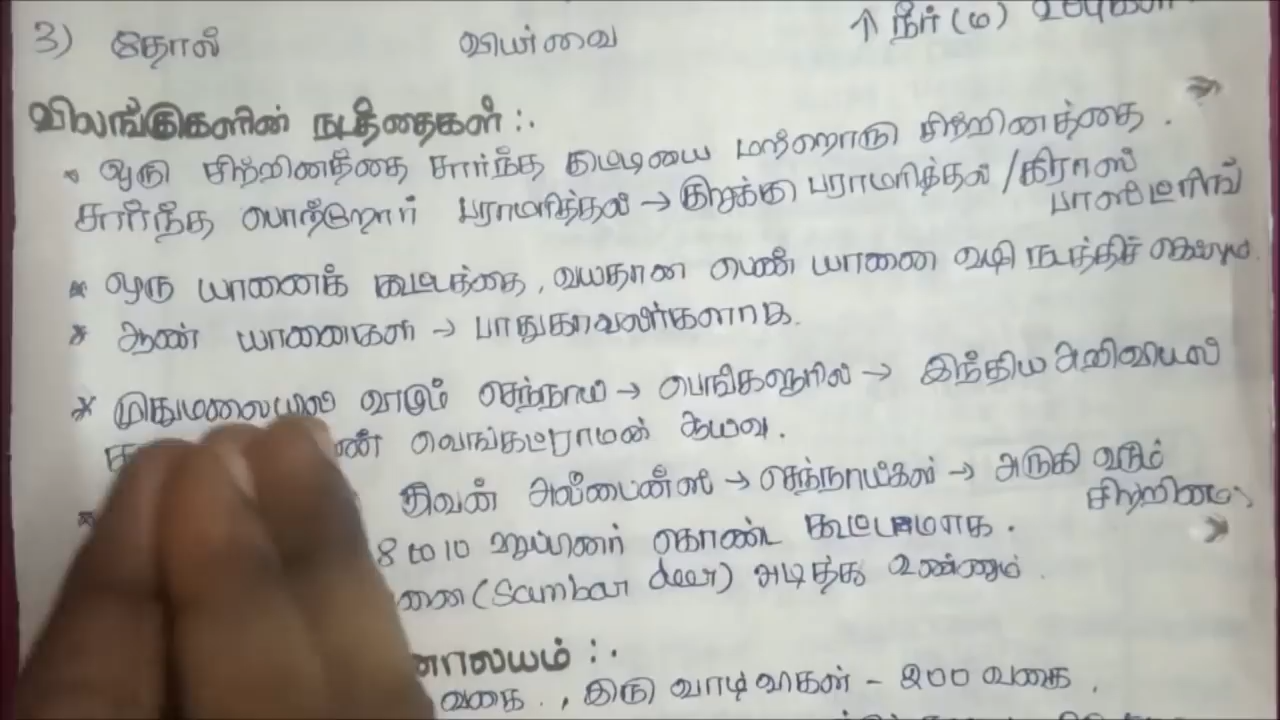 3) தோல் வியர்வை ↑ நீர் (ம)
விலங்குகளின் நடத்தைகள் :.
• ஒரு சிற்றினத்தை சார்ந்த குட்டியை மற்றொரு சிற்றினத்தை
சார்ந்த பெற்றோர் பராமரித்தல் → குறுக்கு பராமரித்தல் / கிராஸ்
பாஸ்டரிங்
* ஒரு யானைக் கூட்டத்தை, வயதான பெண் யானை வழி நடத்திச்
* ஆண் யானைகள் → பாதுகாவலர்களாக.
* முதுமலையில் வாழும் செந்நாய் → பெங்களூரில் → இந்திய அறிவியல்
வெங்கட்ராமன் ஆய்வு.
* திவன் அல்பைன்ஸ் → செந்நாய்கள் → அருகி வரும்
சிற்றினம்
8 to 10 உறுப்பினர் கொண்ட கூட்டமாக.
(Sambar deer) அடித்து உண்ணும்.
:.
வகை., இரு வாழ்விகள் - 200 வகை.